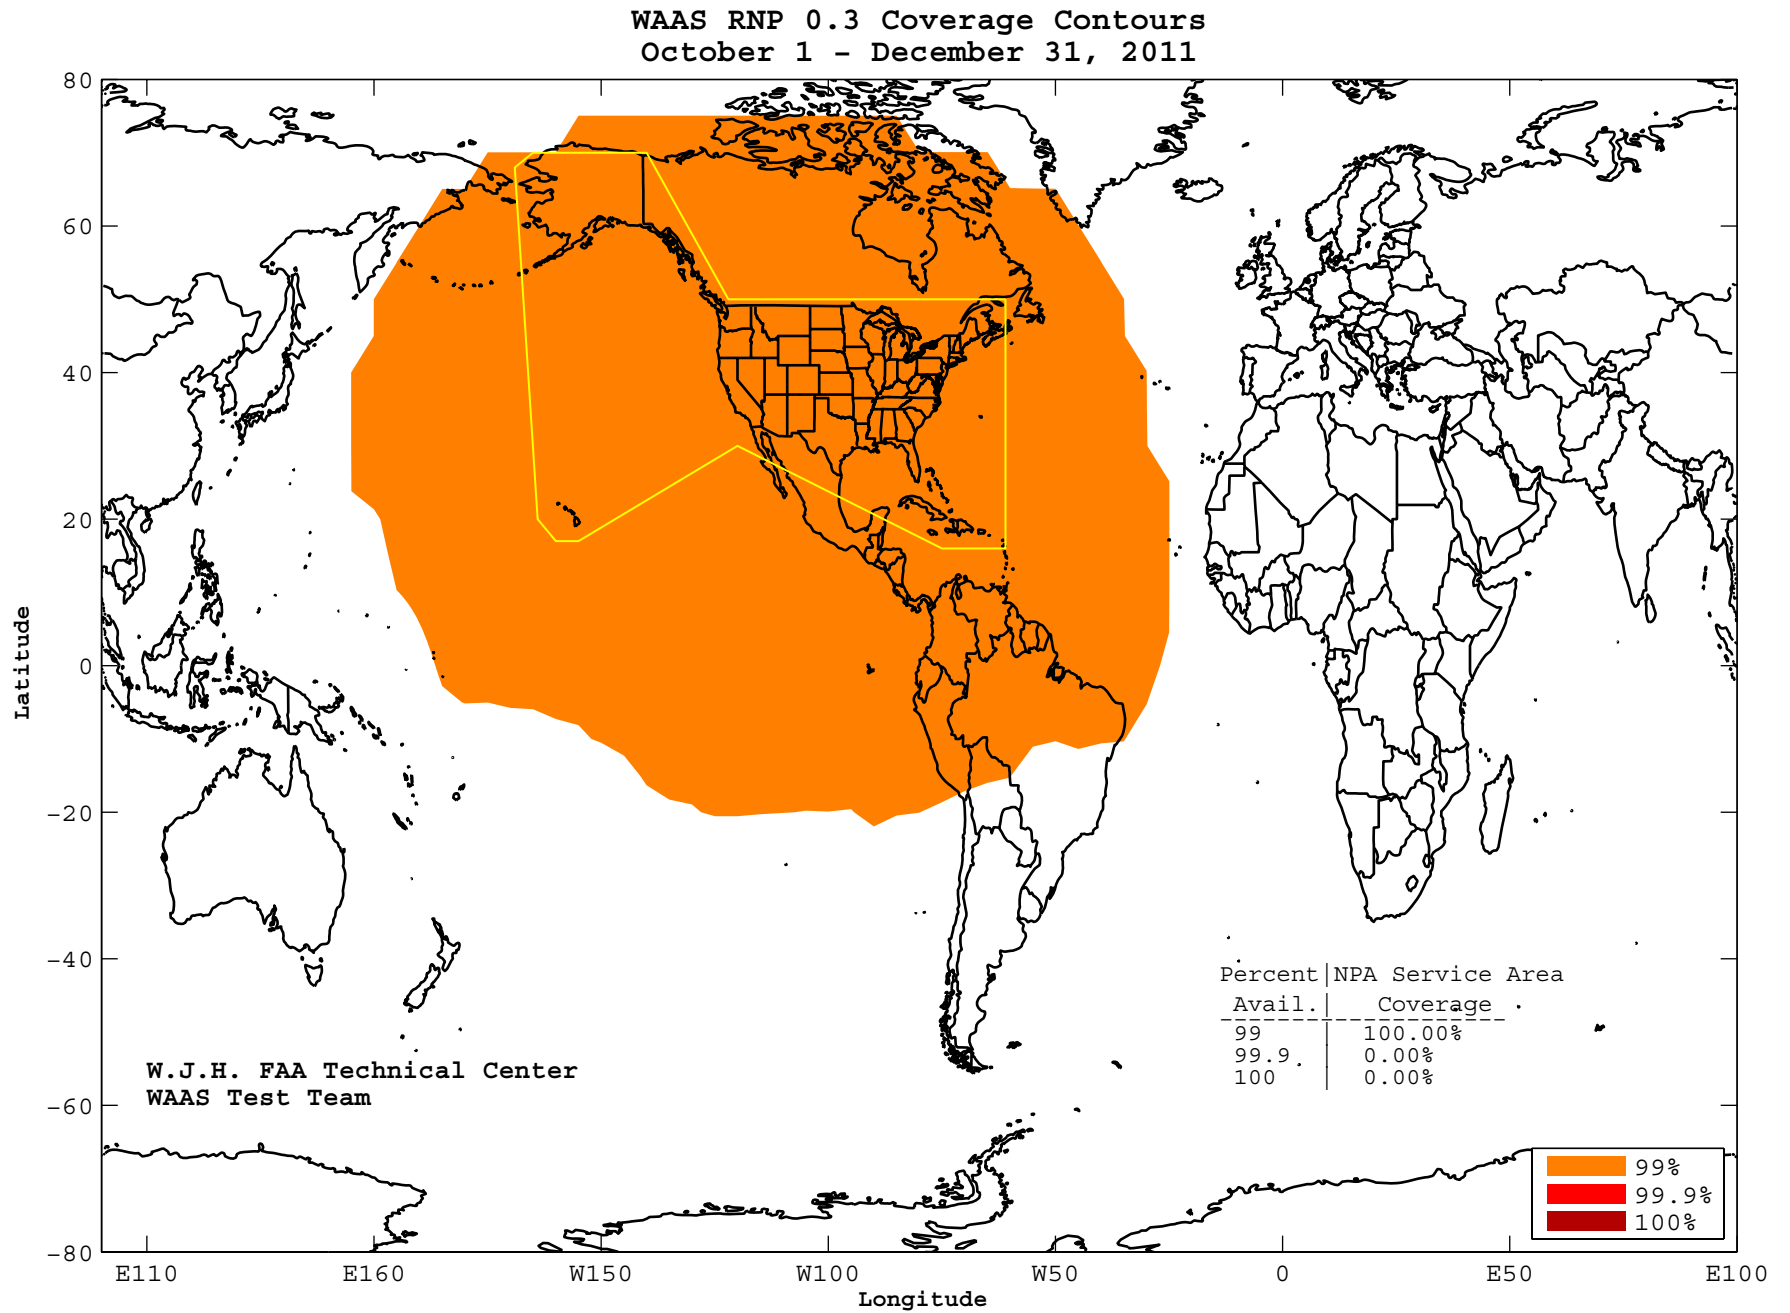 WAAS RNP 0.3 Coverage Contours
October 1 – December 31, 2011
80
60
40
20
0
−20
−40
−60
−80
Latitude
E110 E160 W150 W100 W50 0 E50 E100
Longitude
W.J.H. FAA Technical Center
WAAS Test Team
Percent|NPA Service Area
Avail.| Coverage
99 | 100.00%
99.9 | 0.00%
100 | 0.00%
99%
99.9%
100%